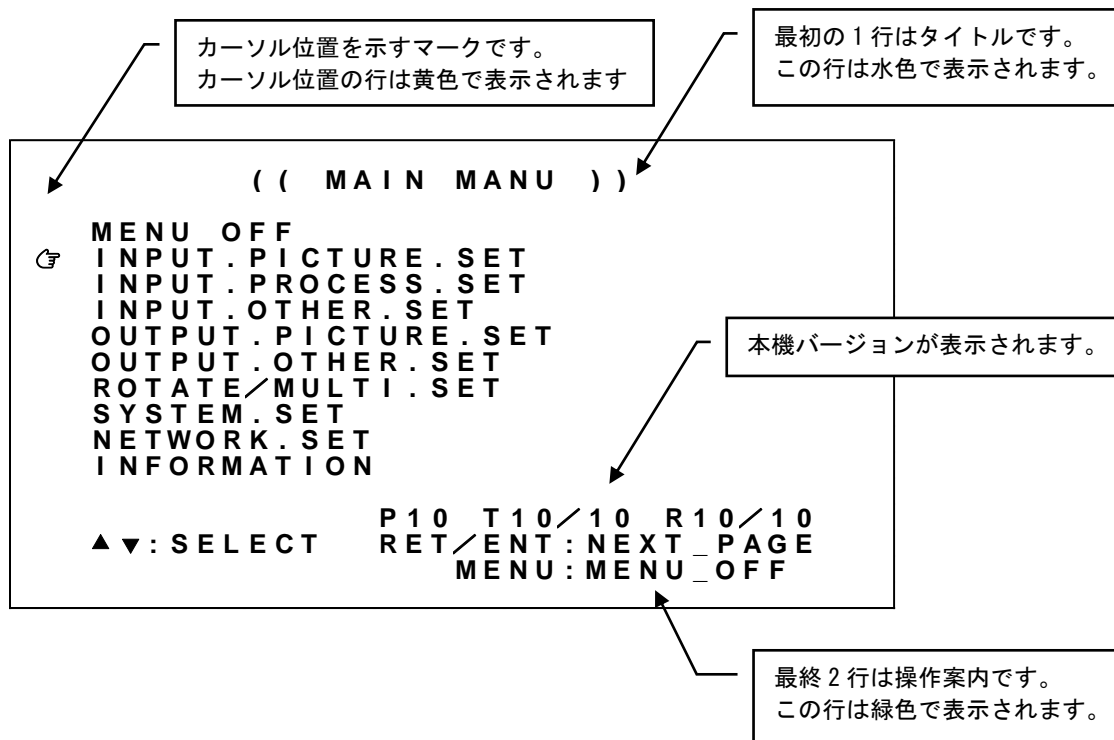 カーソル位置を示すマークです。
カーソル位置の行は黄色で表示されます
最初の1行はタイトルです。
この行は水色で表示されます。
(( MAIN MANU ))
MENU OFF
☞ INPUT.PICTURE.SET
INPUT.PROCESS.SET
INPUT.OTHER.SET
OUTPUT.PICTURE.SET
OUTPUT.OTHER.SET
ROTATE/MULTI.SET
SYSTEM.SET
NETWORK.SET
INFORMATION
本機バージョンが表示されます。
P10 T10/10 R10/10
▲▼:SELECT RET/ENT:NEXT_PAGE
MENU:MENU_OFF
最終2行は操作案内です。
この行は緑色で表示されます。